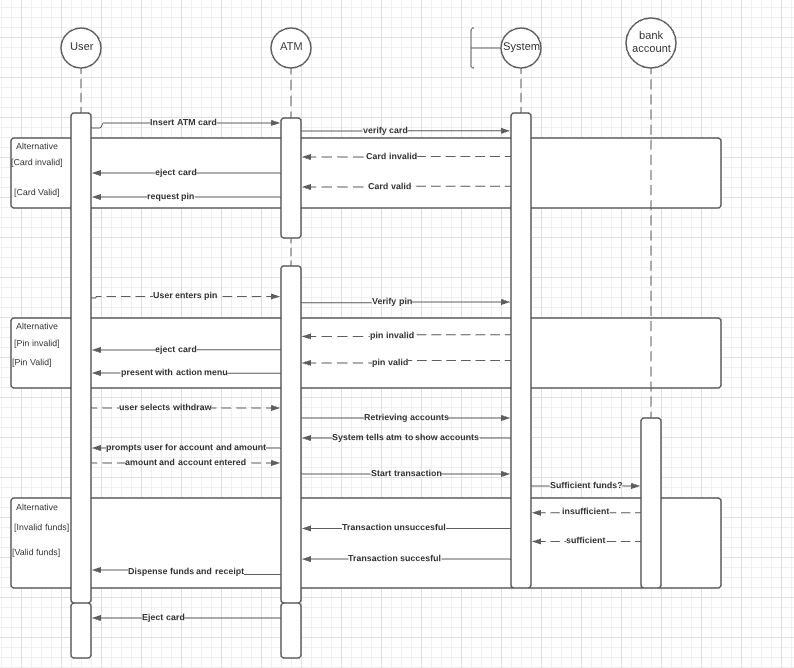 User
ATM
System
bank
account
Insert ATM card
verify card
Alternative
Card invalid
[Card invalid]
eject card
Card valid
[Card Valid]
request pin
User enters pin
Verify pin
Alternative
pin invalid
[Pin invalid]
eject card
pin valid
[Pin Valid]
present with action menu
user selects withdraw
Retrieving accounts
System tells atm to show accounts
prompts user for account and amount
amount and account entered
Start transaction
Sufficient funds?
Alternative
insufficient
[Invalid funds]
Transaction unsuccesful
sufficient
[Valid funds]
Transaction succesful
Dispense funds and receipt
Eject card